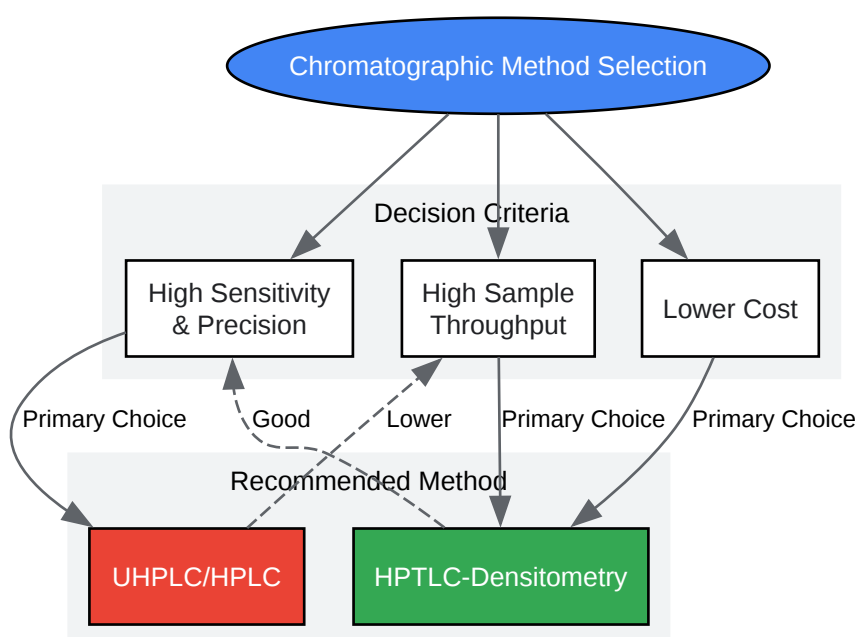 Chromatographic Method Selection
Decision Criteria
High Sensitivity
& Precision
High Sample
Throughput
Lower Cost
Primary Choice
Good
Lower
Primary Choice
Primary Choice
Recommended Method
UHPLC/HPLC
HPTLC-Densitometry